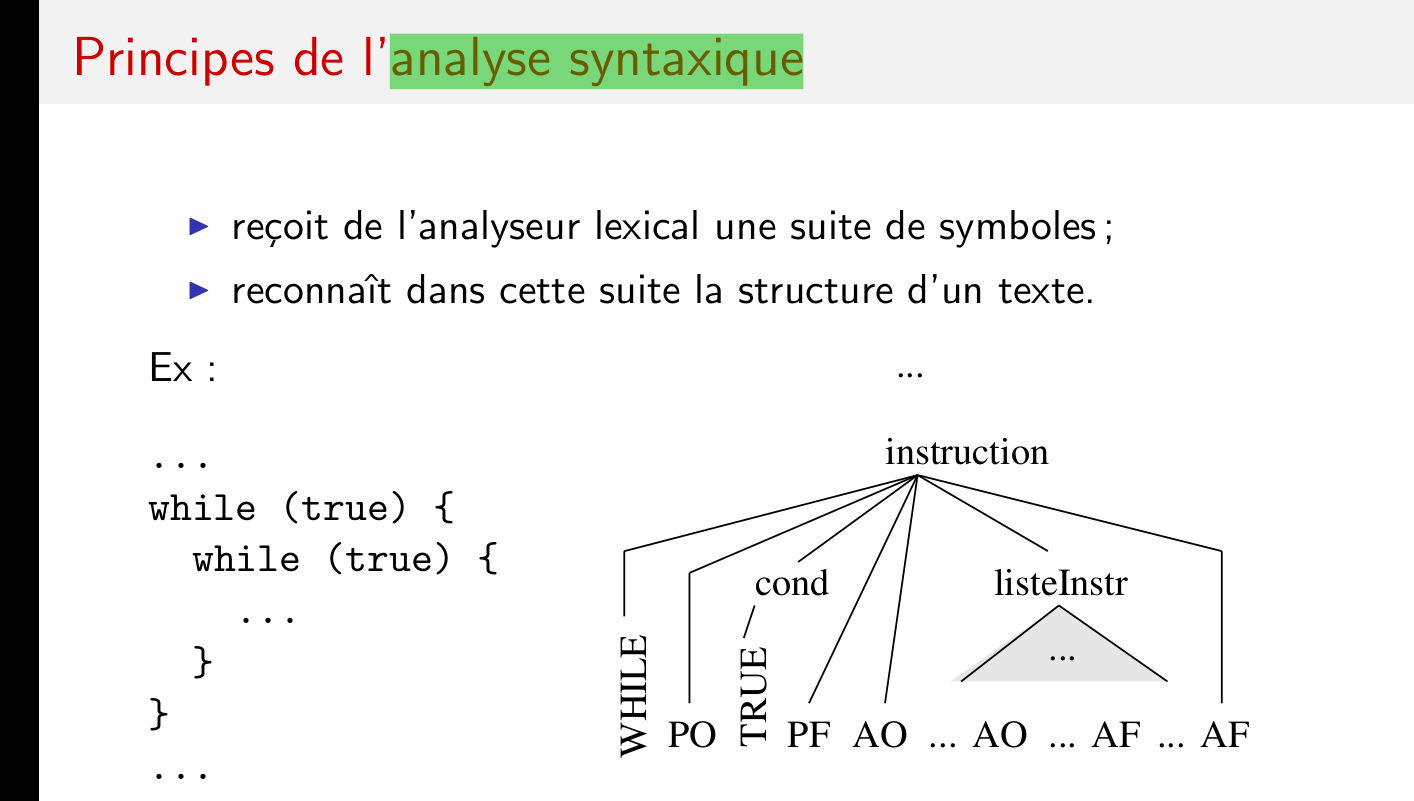 Principes de l'analyse syntaxique
▶ reçoit de l'analyseur lexical une suite de symboles ;
▶ reconnaît dans cette suite la structure d'un texte.
Ex :
...
while (true) {
  while (true) {
    ...
  }
}
...
...
instruction
cond listeInstr
...
WHILE PO TRUE PF AO ... AO ... AF ... AF